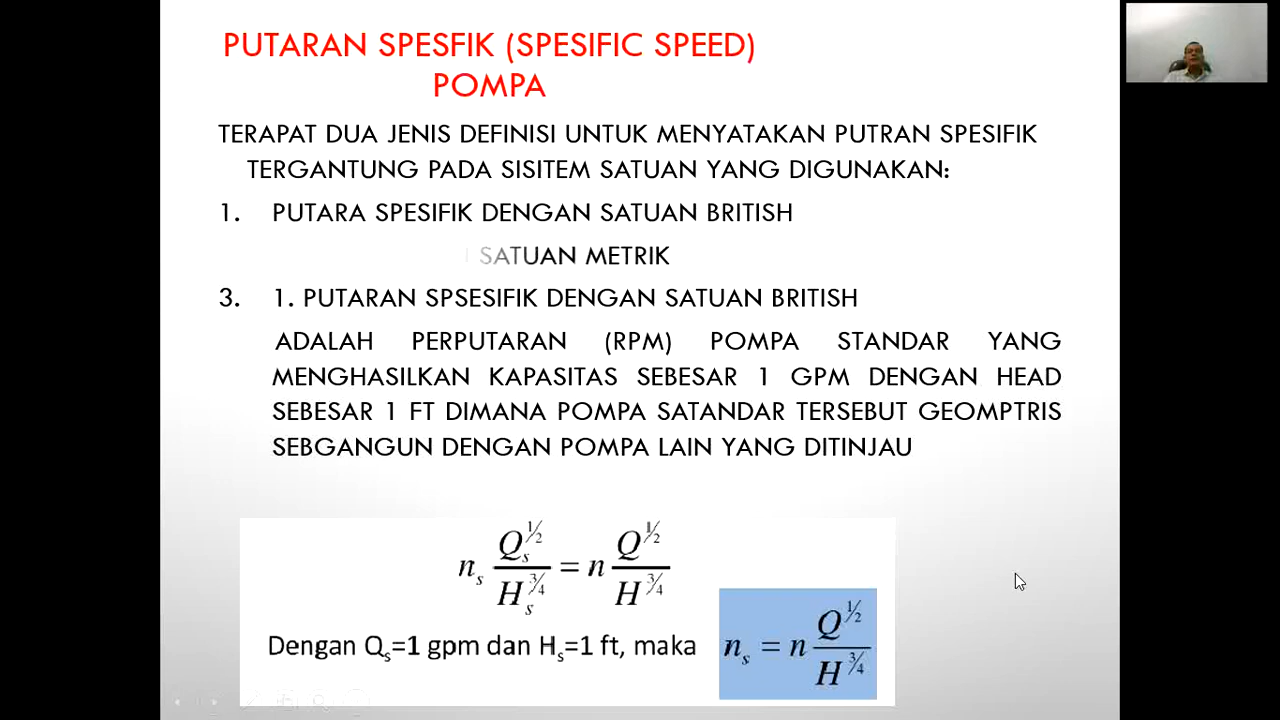 PUTARAN SPESFIK (SPESIFIC SPEED)
POMPA
TERAPAT DUA JENIS DEFINISI UNTUK MENYATAKAN PUTRAN SPESIFIK
TERGANTUNG PADA SISITEM SATUAN YANG DIGUNAKAN:
1. PUTARA SPESIFIK DENGAN SATUAN BRITISH
SATUAN METRIK
3. 1. PUTARAN SPSESIFIK DENGAN SATUAN BRITISH
ADALAH PERPUTARAN (RPM) POMPA STANDAR YANG
MENGHASILKAN KAPASITAS SEBESAR 1 GPM DENGAN HEAD
SEBESAR 1 FT DIMANA POMPA SATANDAR TERSEBUT GEOMPTRIS
SEBGANGUN DENGAN POMPA LAIN YANG DITINJAU
n_s Q_s^{1/2} / H_s^{3/4} = n Q^{1/2} / H^{3/4}
Dengan Q_s=1 gpm dan H_s=1 ft, maka n_s = n Q^{1/2} / H^{3/4}